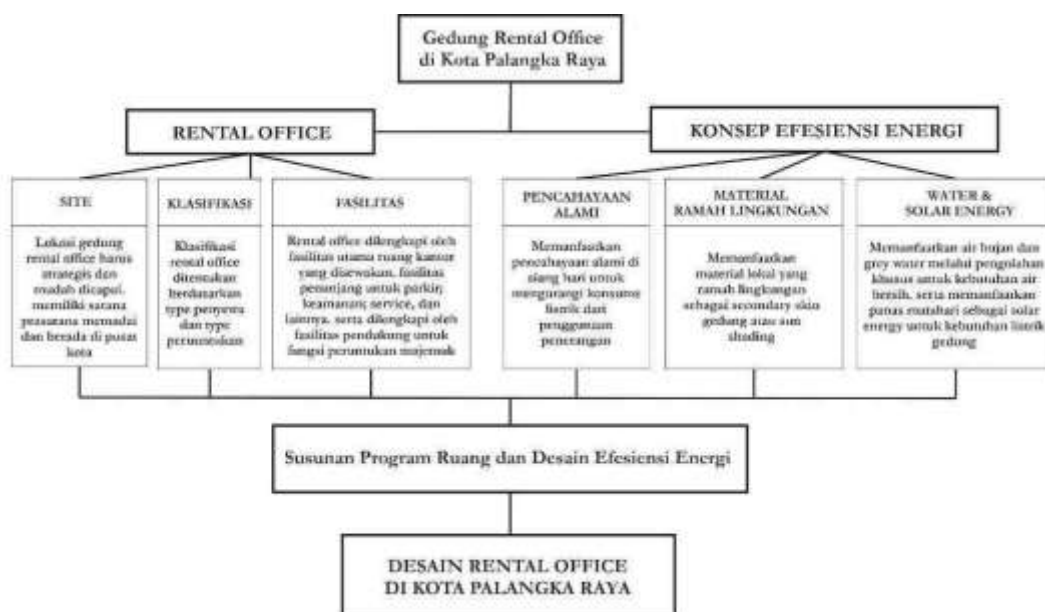 Gedung Rental Office
di Kota Palangka Raya
RENTAL OFFICE
KONSEP EFESIENSI ENERGI
SITE
Lokasi gedung
rental office harus
strategis dan
mudah dicapai,
memiliki sarana
prasarana memadai
dan berada di pusat
kota
KLASIFIKASI
Klasifikasi
rental office
ditentukan
berdasarkan
type penyewa
dan type
peruntukan
FASILITAS
Rental office dilengkapi oleh
fasilitas utama ruang kantor
yang disewakan, fasilitas
penunjang untuk parkir,
keamanan, service, dan
lainnya, serta dilengkapi oleh
fasilitas pendukung untuk
fungsi peruntukan majemuk
PENCAHAYAAN
ALAMI
Memanfaatkan
pencahayaan alami di
siang hari untuk
mengurangi konsumsi
listrik dari
penggunaan
penerangan
MATERIAL
RAMAH LINGKUNGAN
Memanfaatkan
material lokal yang
ramah lingkungan
sebagai secondary skin
gedung atau sun
shading
WATER &
SOLAR ENERGY
Memanfaatkan air hujan dan
grey water melalui pengolahan
khusus untuk kebutuhan air
bersih, serta memanfaatkan
panas matahari sebagai solar
energy untuk kebutuhan listrik
gedung
Susunan Program Ruang dan Desain Efesiensi Energi
DESAIN RENTAL OFFICE
DI KOTA PALANGKA RAYA